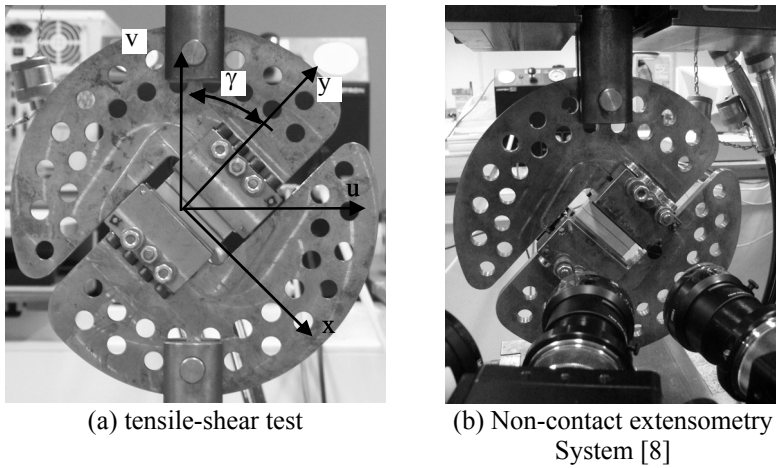 v
γ
y
u
x
(a) tensile-shear test
(b) Non-contact extensometry
System [8]